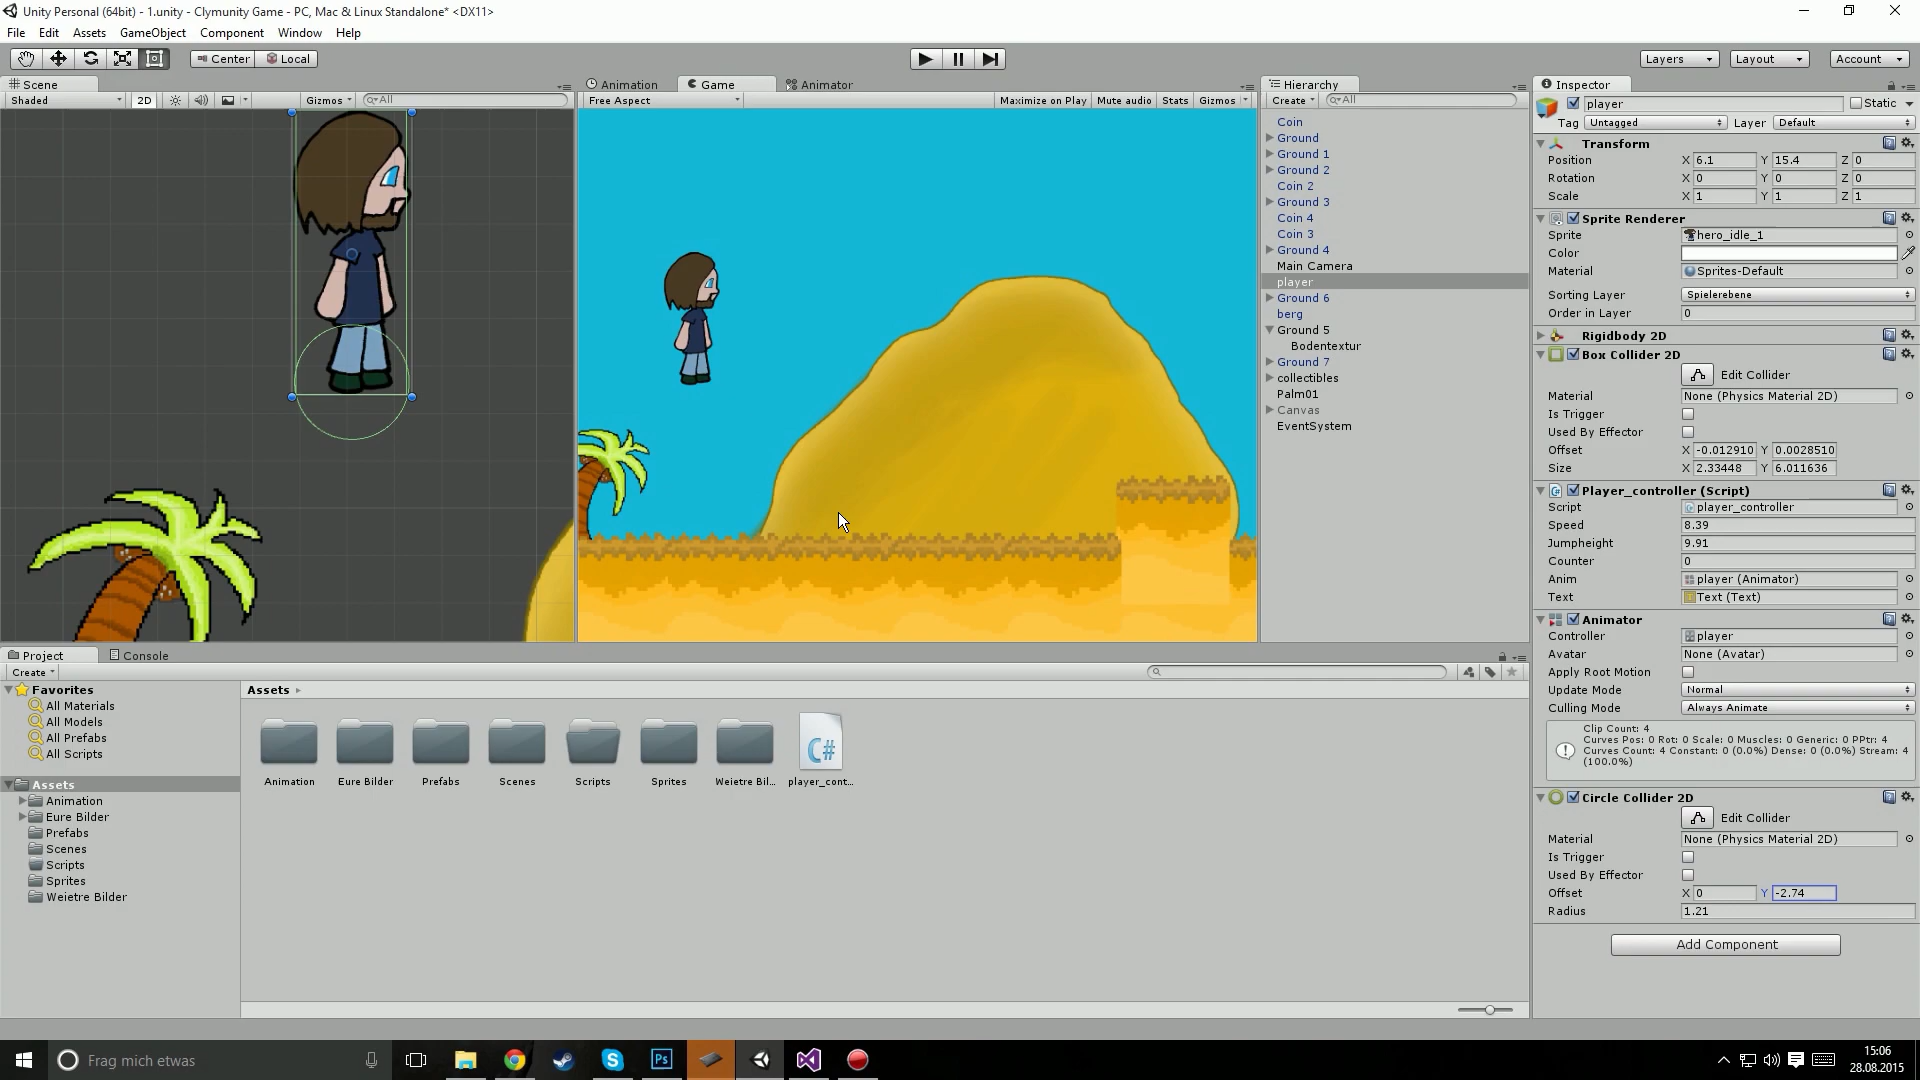 Unity Personal (64bit) - 1.unity - Clymunity Game - PC, Mac & Linux Standalone* <DX11>
File Edit Assets GameObject Component Window Help
Center Local Layers Layout Account
Scene
Shaded 2D Gizmos All
Animation Game Animator
Free Aspect Maximize on Play Mute audio Stats Gizmos
Hierarchy
Create All
Coin
Ground
Ground 1
Ground 2
Coin 2
Ground 3
Coin 4
Coin 3
Ground 4
Main Camera
player
Ground 6
berg
Ground 5
Bodentextur
Ground 7
collectibles
Palm01
Canvas
EventSystem
Inspector
player Static
Tag Untagged Layer Default
Transform
Position X 6.1 Y 15.4 Z 0
Rotation X 0 Y 0 Z 0
Scale X 1 Y 1 Z 1
Sprite Renderer
Sprite hero_idle_1
Color
Material Sprites-Default
Sorting Layer Spielerebene
Order in Layer 0
Rigidbody 2D
Box Collider 2D
Edit Collider
Material None (Physics Material 2D)
Is Trigger
Used By Effector
Offset X -0.012910 Y 0.0028510
Size X 2.33448 Y 6.011636
Player_controller (Script)
Script player_controller
Speed 8.39
Jumpheight 9.91
Counter 0
Anim player (Animator)
Text Text (Text)
Animator
Controller player
Avatar None (Avatar)
Apply Root Motion
Update Mode Normal
Culling Mode Always Animate
Clip Count: 4
Curves Pos: 0 Rot: 0 Scale: 0 Muscles: 0 Generic: 0 PPtr: 4
Curves Count: 4 Constant: 0 (0.0%) Dense: 0 (0.0%) Stream: 4
(100.0%)
Circle Collider 2D
Edit Collider
Material None (Physics Material 2D)
Is Trigger
Used By Effector
Offset X 0 Y -2.74
Radius 1.21
Add Component
Project Console
Create
Favorites
All Materials
All Models
All Prefabs
All Scripts
Assets
Animation
Eure Bilder
Prefabs
Scenes
Scripts
Sprites
Weietre Bilder
Assets
Animation Eure Bilder Prefabs Scenes Scripts Sprites Weietre Bil... player_cont...
C#
Frag mich etwas
S
Ps
15:06
28.08.2015